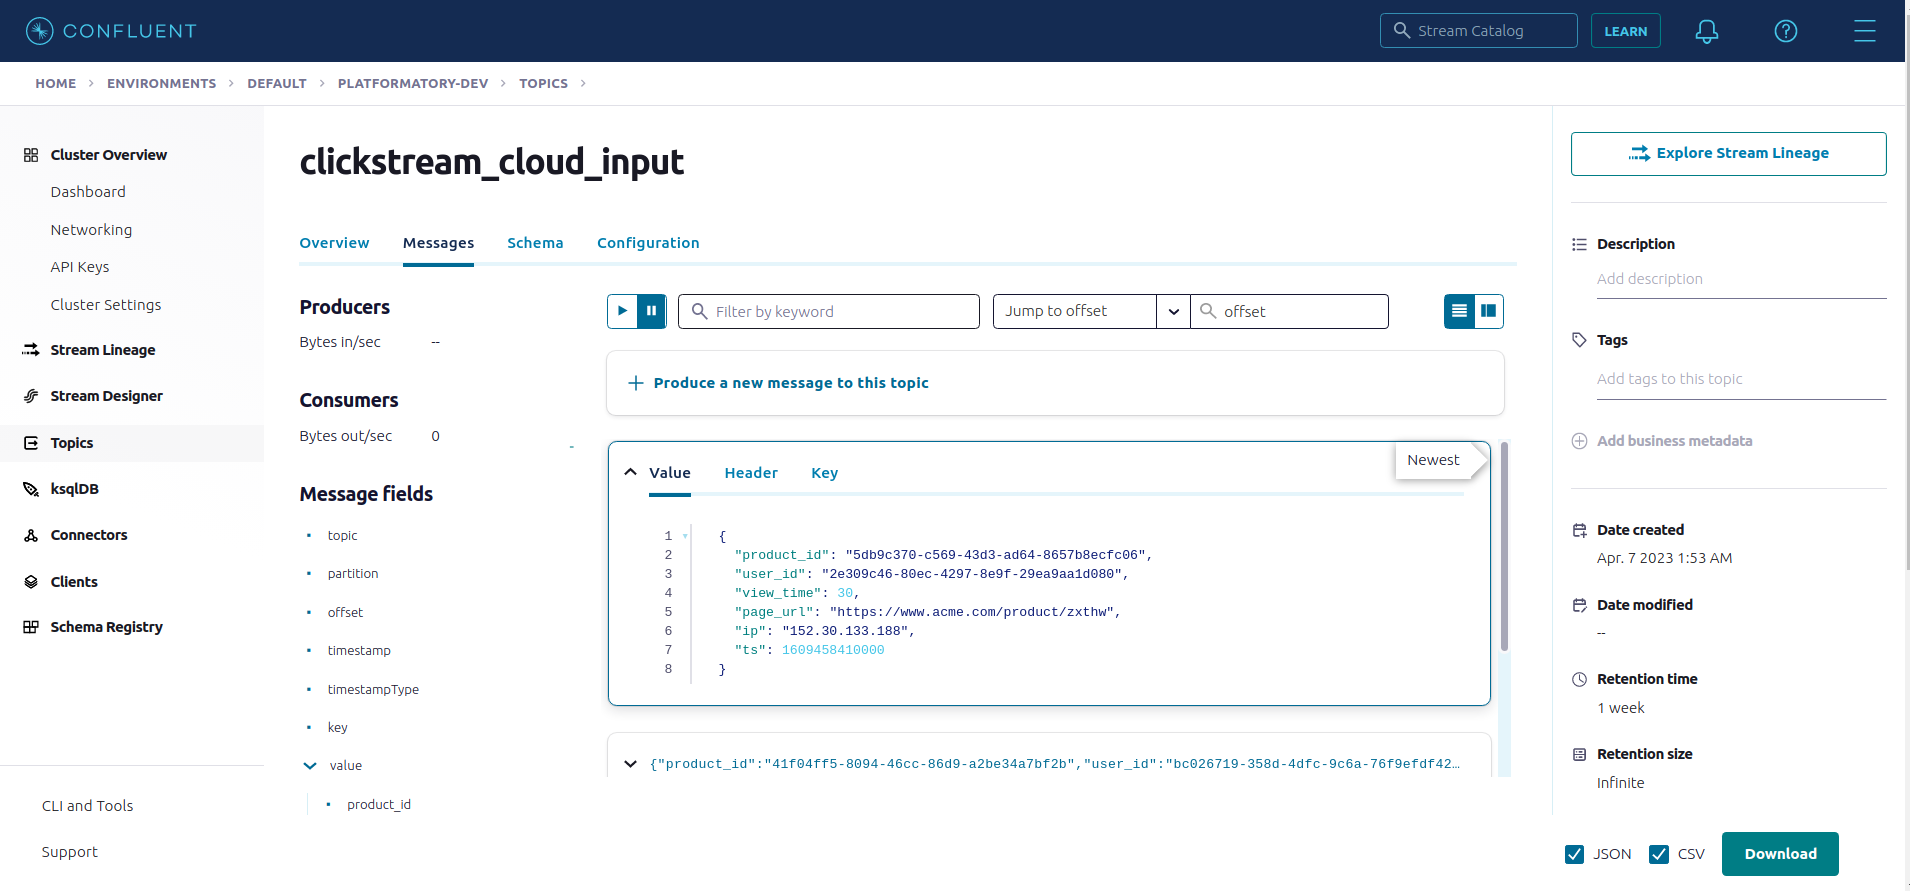 CONFLUENT
Stream Catalog
LEARN
HOME > ENVIRONMENTS > DEFAULT > PLATFORMATORY-DEV > TOPICS >
Cluster Overview
Dashboard
Networking
API Keys
Cluster Settings
Stream Lineage
Stream Designer
Topics
ksqlDB
Connectors
Clients
Schema Registry
CLI and Tools
Support
clickstream_cloud_input
Overview Messages Schema Configuration
Producers
Bytes in/sec --
Consumers
Bytes out/sec 0
Message fields
topic
partition
offset
timestamp
timestampType
key
value
product_id
Filter by keyword
Jump to offset
offset
Produce a new message to this topic
Newest
Value Header Key
1 {
2 "product_id": "5db9c370-c569-43d3-ad64-8657b8ecfc06",
3 "user_id": "2e309c46-80ec-4297-8e9f-29ea9aa1d080",
4 "view_time": 30,
5 "page_url": "https://www.acme.com/product/zxthw",
6 "ip": "152.30.133.188",
7 "ts": 1609458410000
8 }
{"product_id":"41f04ff5-8094-46cc-86d9-a2be34a7bf2b","user_id":"bc026719-358d-4dfc-9c6a-76f9efdf42…
Explore Stream Lineage
Description
Add description
Tags
Add tags to this topic
Add business metadata
Date created
Apr. 7 2023 1:53 AM
Date modified
--
Retention time
1 week
Retention size
Infinite
JSON
CSV
Download